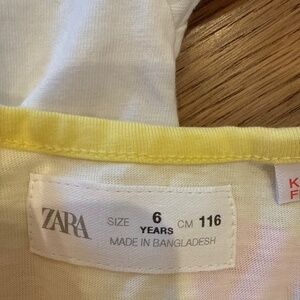 ZARA
SIZE 6 YEARS CM 116
MADE IN BANGLADESH
K
F